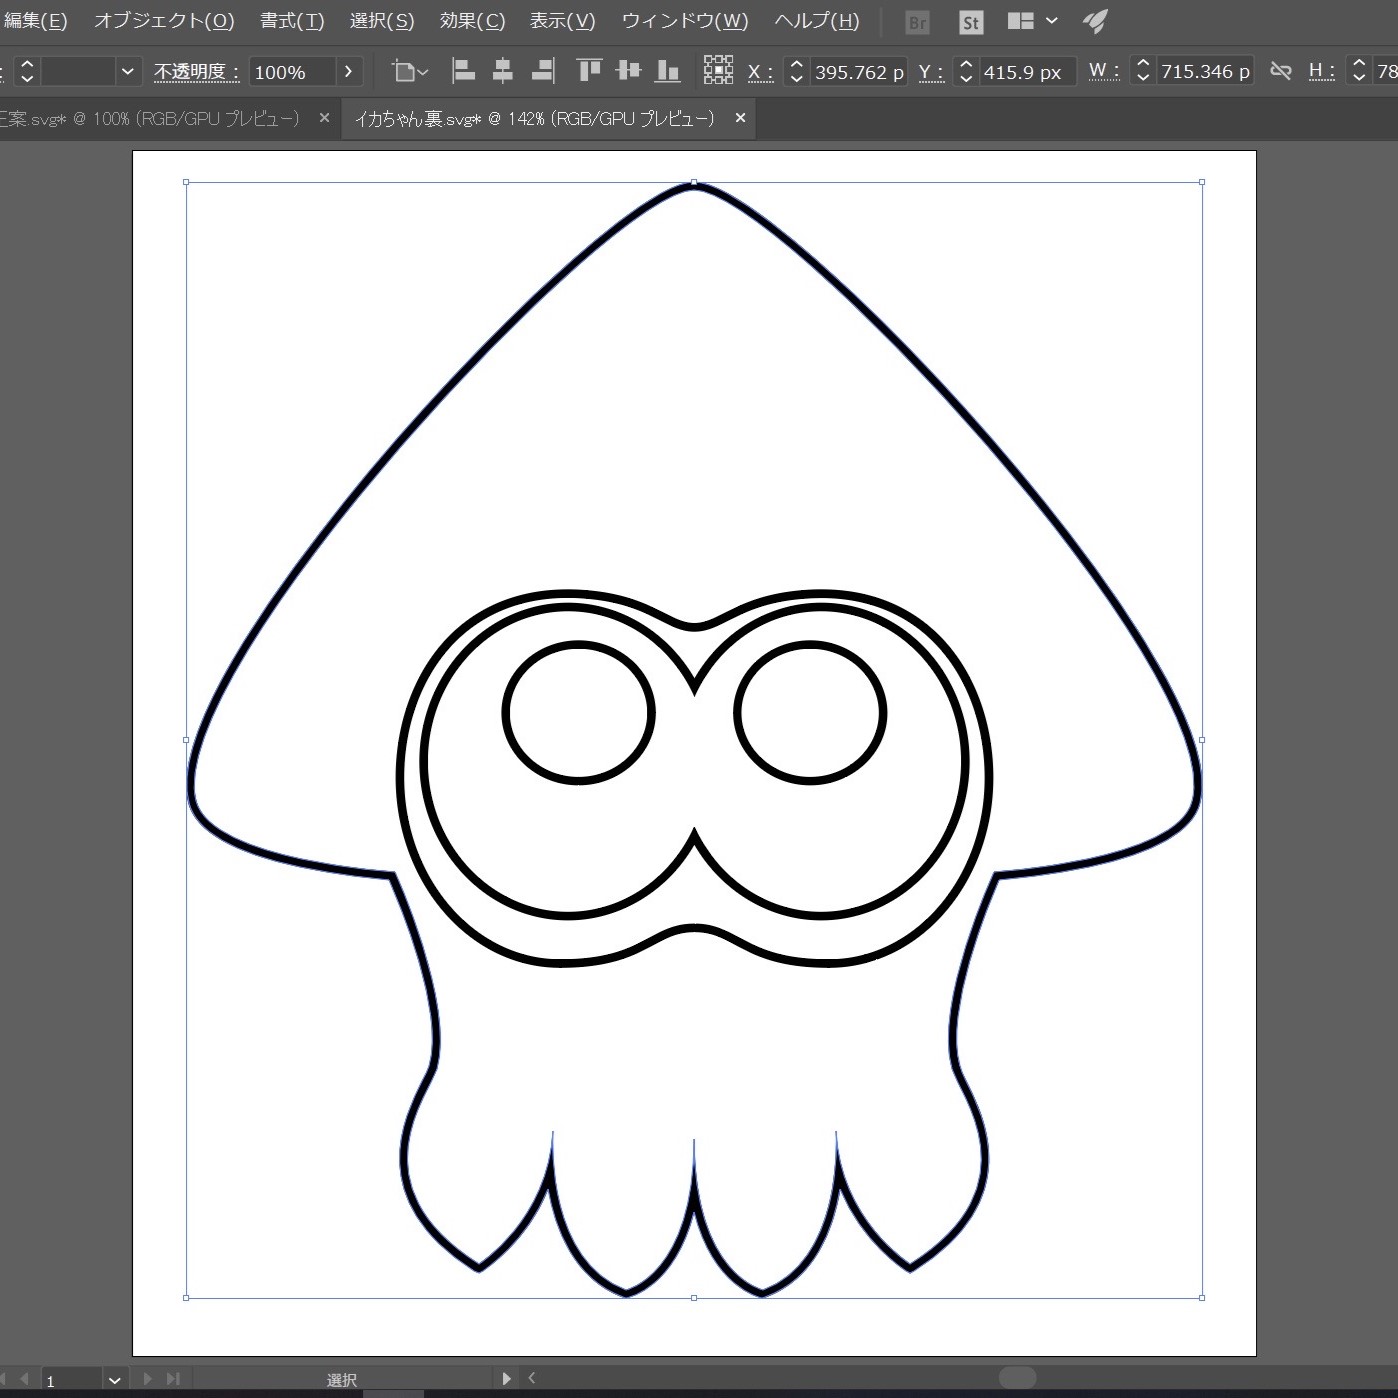 編集(E) オブジェクト(O) 書式(T) 選択(S) 効果(C) 表示(V) ウィンドウ(W) ヘルプ(H) Br St
: 不透明度: 100% X: 395.762 p Y: 415.9 px W: 715.346 p H: 78
正案.svg* @ 100% (RGB/GPU プレビュー) × イカちゃん裏.svg* @ 142% (RGB/GPU プレビュー) ×
1 選択